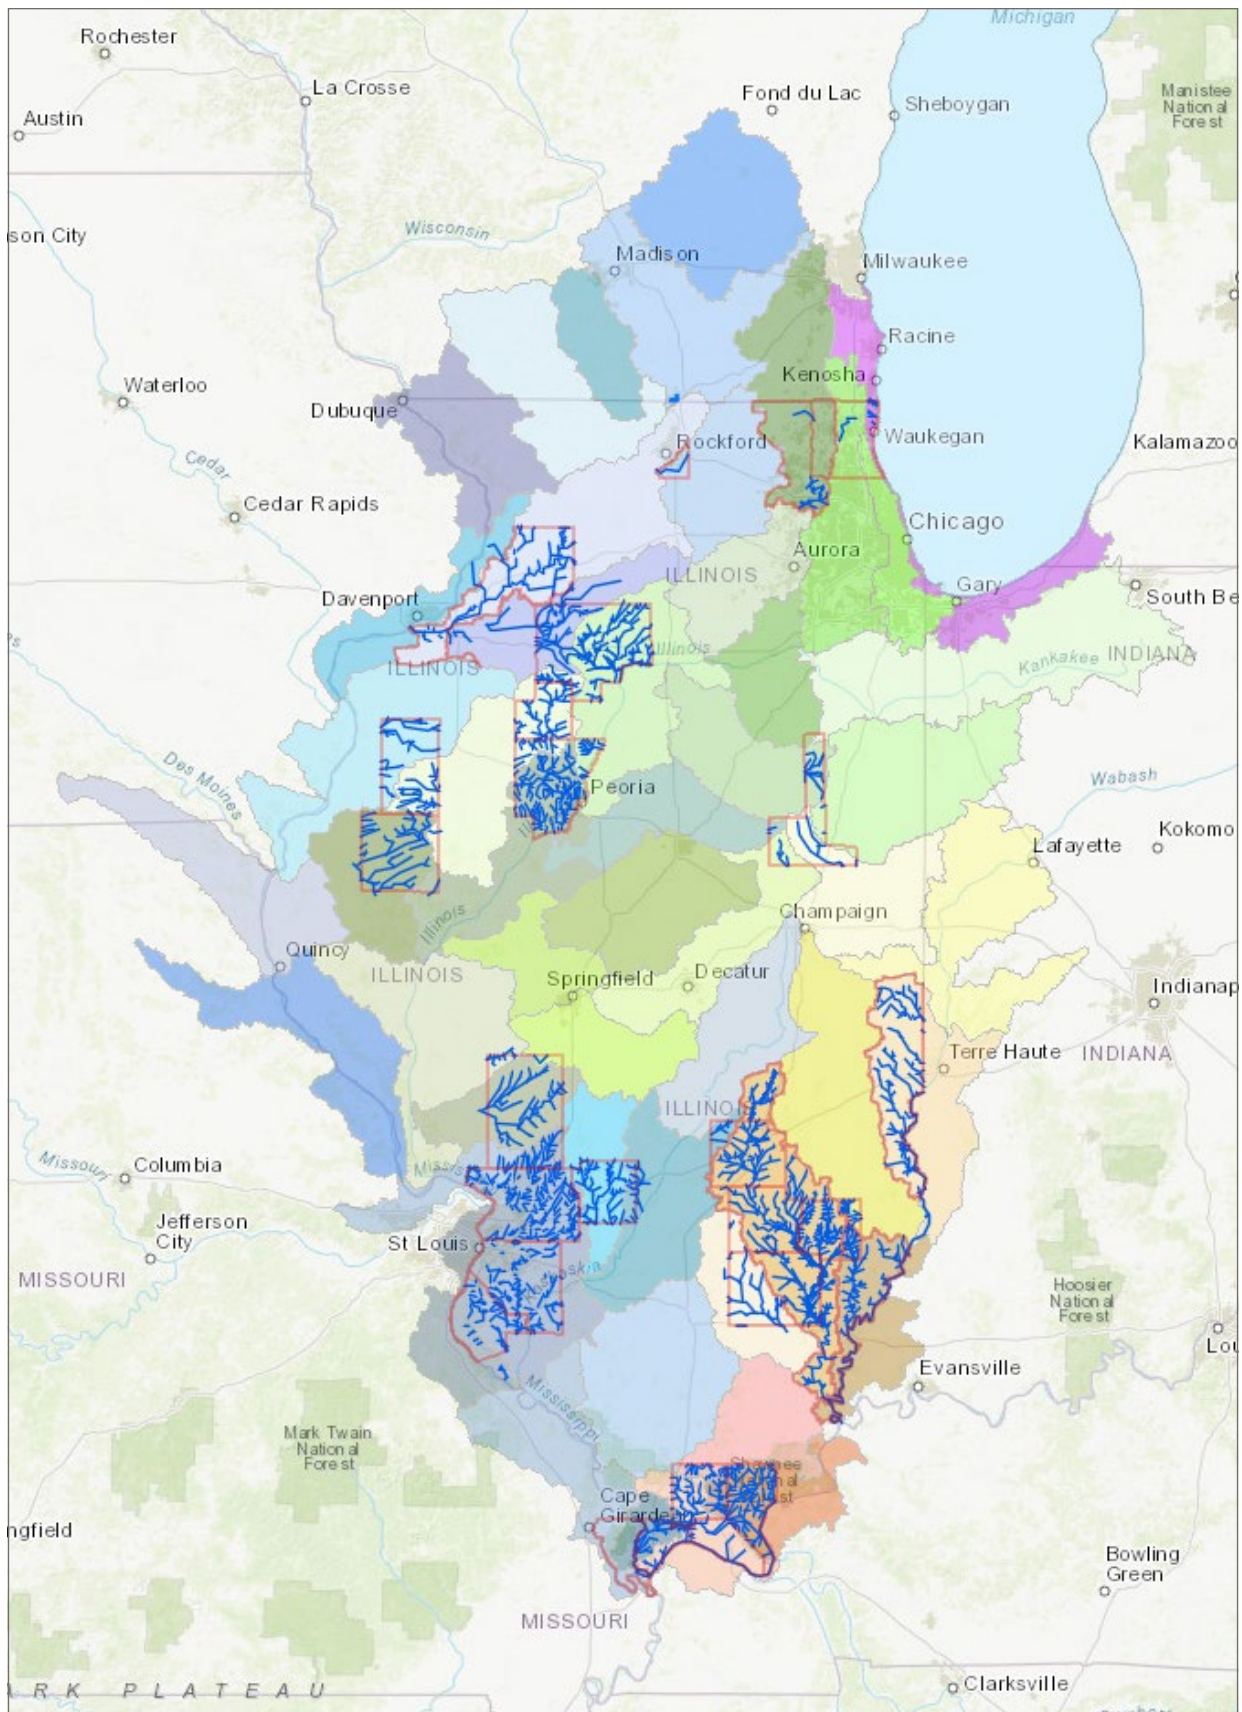 Michigan
Rochester
La Crosse
Fond du Lac
Sheboygan
Manistee
National
Forest
Austin
son City
Wisconsin
Madison
Milwaukee
Racine
Kenosha
Waterloo
Dubuque
Rockford
Waukegan
Kalamazoo
Cedar
Cedar Rapids
Chicago
Aurora
ILLINOIS
Gary
Davenport
South Be
Illinois
ILLINOIS
Kankakee
INDIANA
Des Moines
Peoria
Wabash
Kokomo
Lafayette
Champaign
Illinois
Quincy
ILLINOIS
Springfield
Decatur
Indianap
Terre Haute
INDIANA
ILLINOIS
Missouri
Columbia
Jefferson
City
St Louis
MISSOURI
Kaskaskia
Hoosier
National
Forest
Lou
Evansville
Mississippi
Mark Twain
National
Forest
Shawnee
Cape
Girarde
ngfield
Bowling
Green
MISSOURI
ARK PLATEAU
Clarksville